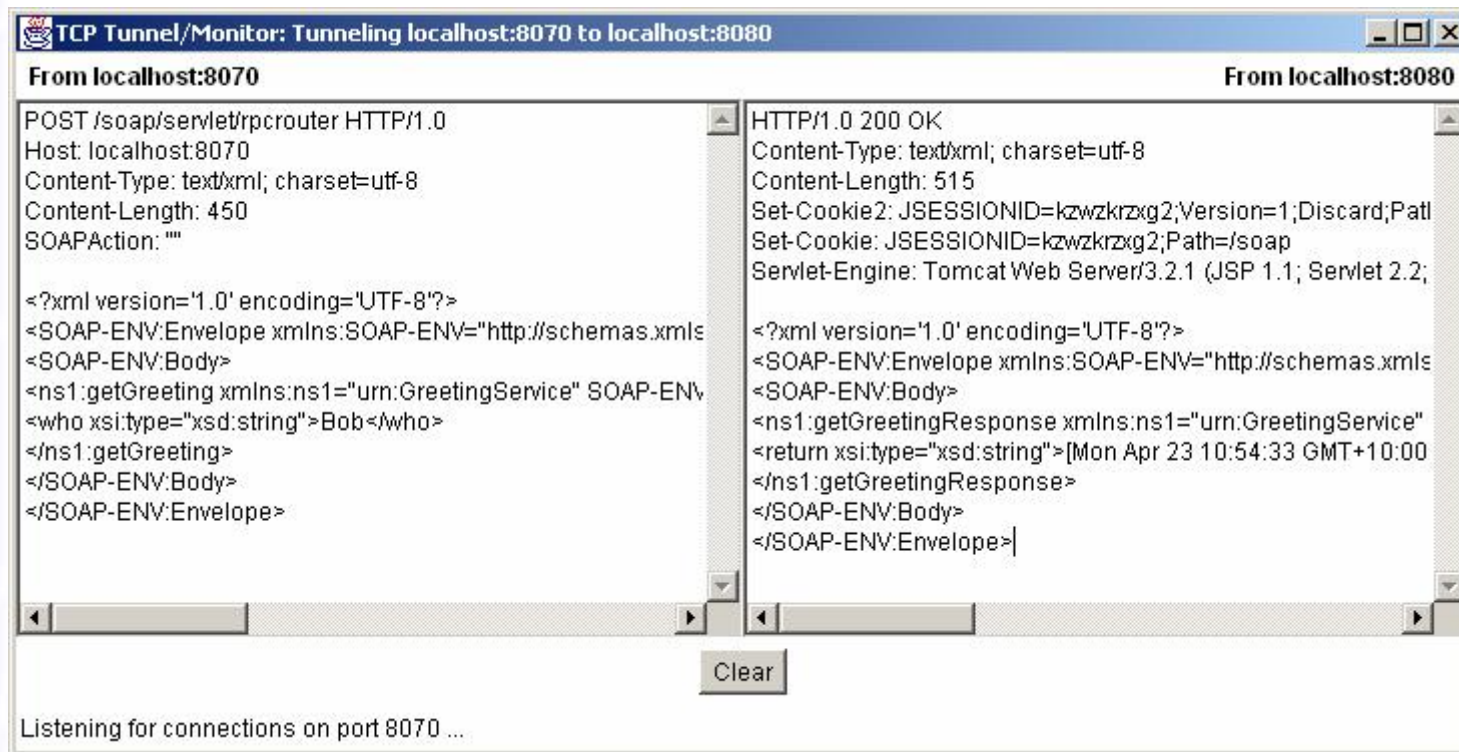 TCP Tunnel/Monitor: Tunneling localhost:8070 to localhost:8080
From localhost:8070
From localhost:8080
POST /soap/servlet/rpcrouter HTTP/1.0
Host: localhost:8070
Content-Type: text/xml; charset=utf-8
Content-Length: 450
SOAPAction: ""
<?xml version='1.0' encoding='UTF-8'?>
<SOAP-ENV:Envelope xmlns:SOAP-ENV="http://schemas.xmls
<SOAP-ENV:Body>
<ns1:getGreeting xmlns:ns1="urn:GreetingService" SOAP-ENV
<who xsi:type="xsd:string">Bob</who>
</ns1:getGreeting>
</SOAP-ENV:Body>
</SOAP-ENV:Envelope>
HTTP/1.0 200 OK
Content-Type: text/xml; charset=utf-8
Content-Length: 515
Set-Cookie2: JSESSIONID=kzwzkrzxg2;Version=1;Discard;Patl
Set-Cookie: JSESSIONID=kzwzkrzxg2;Path=/soap
Servlet-Engine: Tomcat Web Server/3.2.1 (JSP 1.1; Servlet 2.2;
<?xml version='1.0' encoding='UTF-8'?>
<SOAP-ENV:Envelope xmlns:SOAP-ENV="http://schemas.xmls
<SOAP-ENV:Body>
<ns1:getGreetingResponse xmlns:ns1="urn:GreetingService"
<return xsi:type="xsd:string">[Mon Apr 23 10:54:33 GMT+10:00
</ns1:getGreetingResponse>
</SOAP-ENV:Body>
</SOAP-ENV:Envelope>
Clear
Listening for connections on port 8070 ...